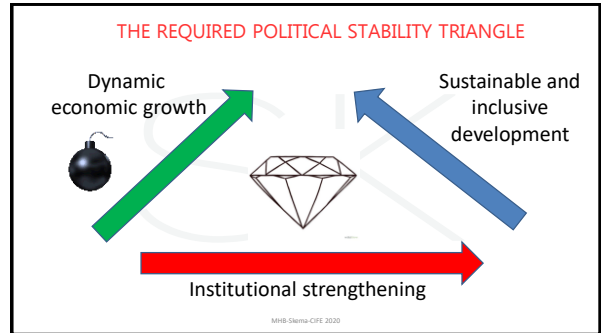 THE REQUIRED POLITICAL STABILITY TRIANGLE
Dynamic
economic growth
Sustainable and
inclusive
development
Institutional strengthening
MHB-Skema-CIFE 2020